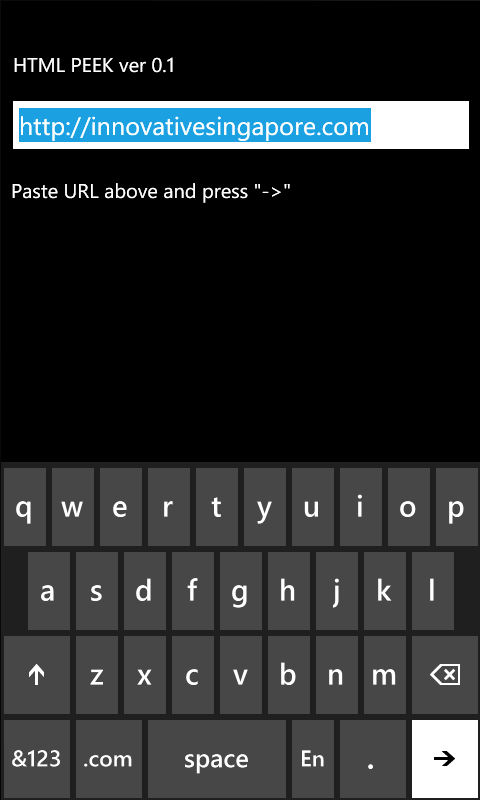 HTML PEEK ver 0.1
http://innovativesingapore.com
Paste URL above and press "->"
q w e r t y u i o p
a s d f g h j k l
↑ z x c v b n m ⌫
&123 .com space En . →